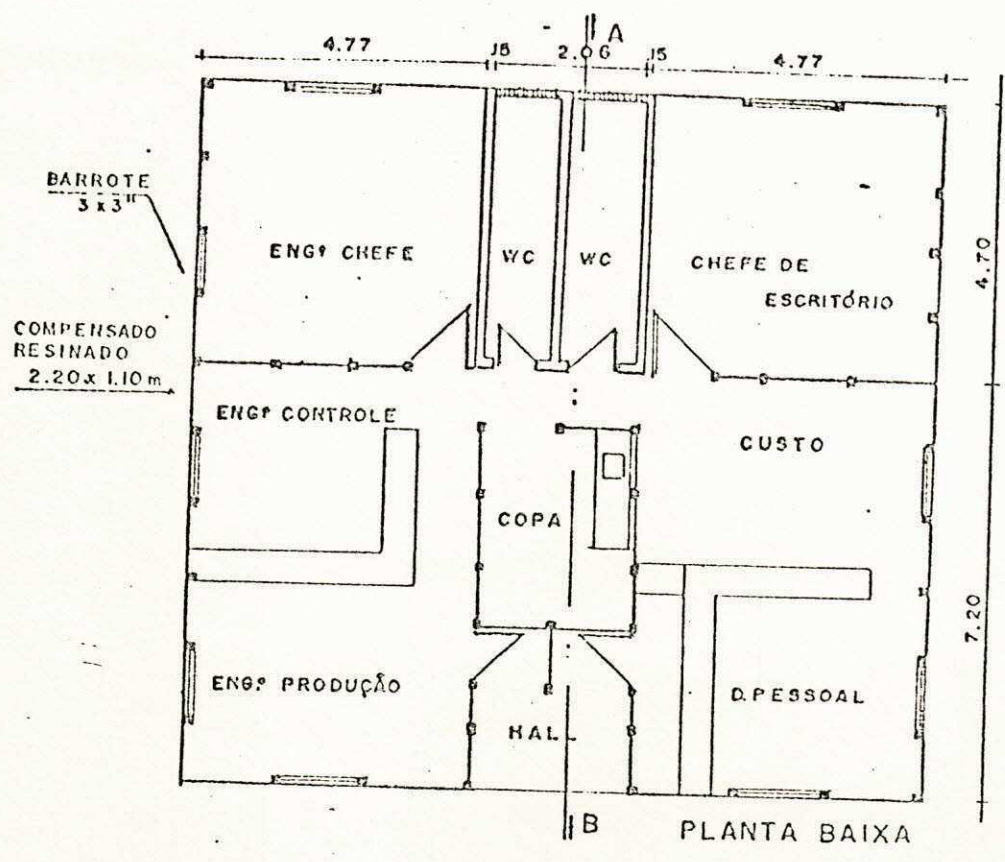 A
4.77
15
2.06
15
4.77
BARROTE
3 x 3"
ENGº CHEFE
WC
WC
CHEFE DE
ESCRITÓRIO
4.70
COMPENSADO
RESINADO
2.20 x 1.10 m
ENGº CONTROLE
CUSTO
COPA
7.20
ENGº PRODUÇÃO
D. PESSOAL
HALL
B
PLANTA BAIXA